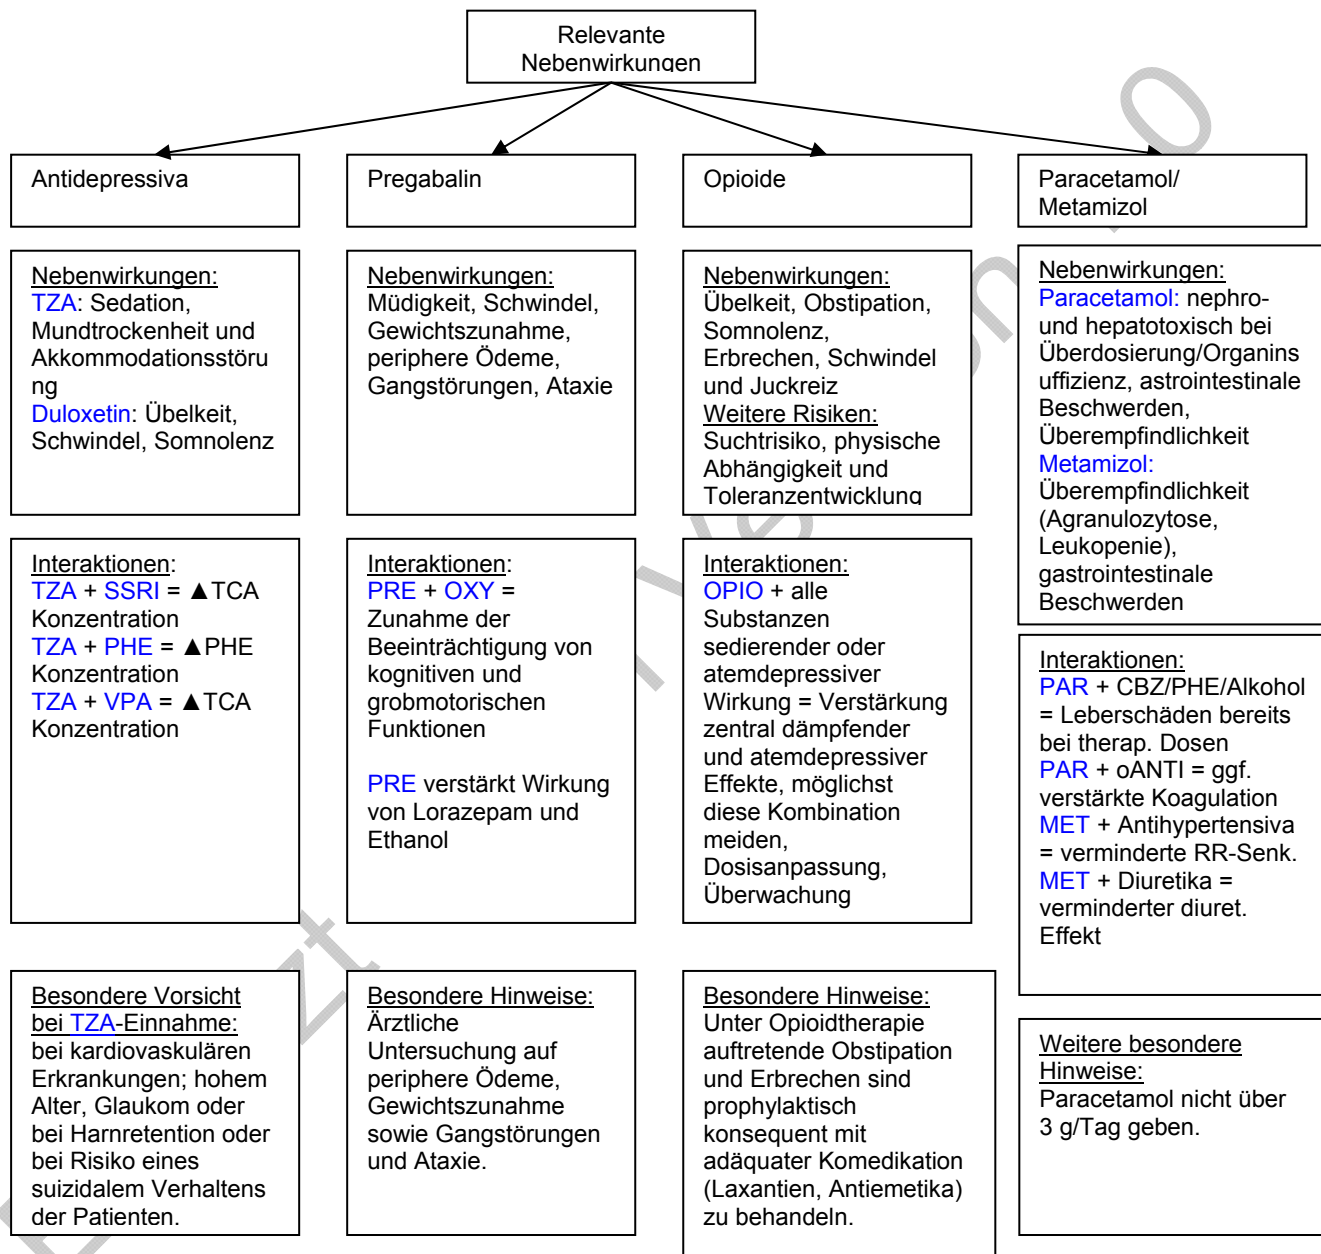 Relevante
Nebenwirkungen
Antidepressiva
Pregabalin
Opioide
Paracetamol/
Metamizol
Nebenwirkungen:
TZA: Sedation,
Mundtrockenheit und
Akkommodationsstöru
ng
Duloxetin: Übelkeit,
Schwindel, Somnolenz
Nebenwirkungen:
Müdigkeit, Schwindel,
Gewichtszunahme,
periphere Ödeme,
Gangstörungen, Ataxie
Nebenwirkungen:
Übelkeit, Obstipation,
Somnolenz,
Erbrechen, Schwindel
und Juckreiz
Weitere Risiken:
Suchtrisiko, physische
Abhängigkeit und
Toleranzentwicklung
Nebenwirkungen:
Paracetamol: nephro-
und hepatotoxisch bei
Überdosierung/Organins
uffizienz, astrointestinale
Beschwerden,
Überempfindlichkeit
Metamizol:
Überempfindlichkeit
(Agranulozytose,
Leukopenie),
gastrointestinale
Beschwerden
Interaktionen:
TZA + SSRI = ▲TCA
Konzentration
TZA + PHE = ▲PHE
Konzentration
TZA + VPA = ▲TCA
Konzentration
Interaktionen:
PRE + OXY =
Zunahme der
Beeinträchtigung von
kognitiven und
grobmotorischen
Funktionen
PRE verstärkt Wirkung
von Lorazepam und
Ethanol
Interaktionen:
OPIO + alle
Substanzen
sedierender oder
atemdepressiver
Wirkung = Verstärkung
zentral dämpfender
und atemdepressiver
Effekte, möglichst
diese Kombination
meiden,
Dosisanpassung,
Überwachung
Interaktionen:
PAR + CBZ/PHE/Alkohol
= Leberschäden bereits
bei therap. Dosen
PAR + oANTI = ggf.
verstärkte Koagulation
MET + Antihypertensiva
= verminderte RR-Senk.
MET + Diuretika =
verminderter diuret.
Effekt
Besondere Vorsicht
bei TZA-Einnahme:
bei kardiovaskulären
Erkrankungen; hohem
Alter, Glaukom oder
bei Harnretention oder
bei Risiko eines
suizidalem Verhaltens
der Patienten.
Besondere Hinweise:
Ärztliche
Untersuchung auf
periphere Ödeme,
Gewichtszunahme
sowie Gangstörungen
und Ataxie.
Besondere Hinweise:
Unter Opioidtherapie
auftretende Obstipation
und Erbrechen sind
prophylaktisch
konsequent mit
adäquater Komedikation
(Laxantien, Antiemetika)
zu behandeln.
Weitere besondere
Hinweise:
Paracetamol nicht über
3 g/Tag geben.